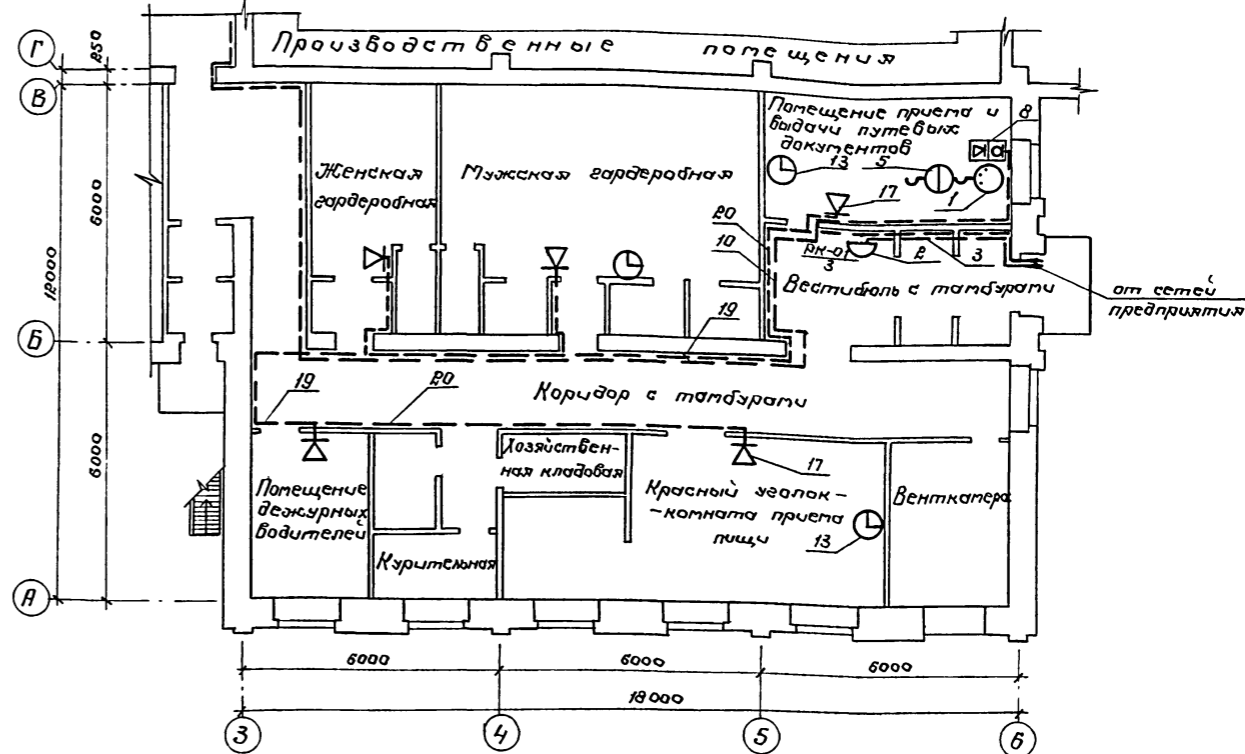 Производственные помещения
Г
850
В
6000
12000
Б
6000
А
Женская
гардеробная
Мужская гардеробная
Помещение приема и
выдачи путевых
документов
8
13
5
1
17
20
10
РК-01
3
2
3
Вестибюль с тамбурами
от сетей
предприятия
19
19
20
Коридор с тамбурами
17
Хозяйствен-
ная кладовая
Помещение
дежурных
водителей
Курительная
Красный уголок-
-комната приема
пищи
13
Венткамера
6000
6000
6000
18000
3
4
5
6